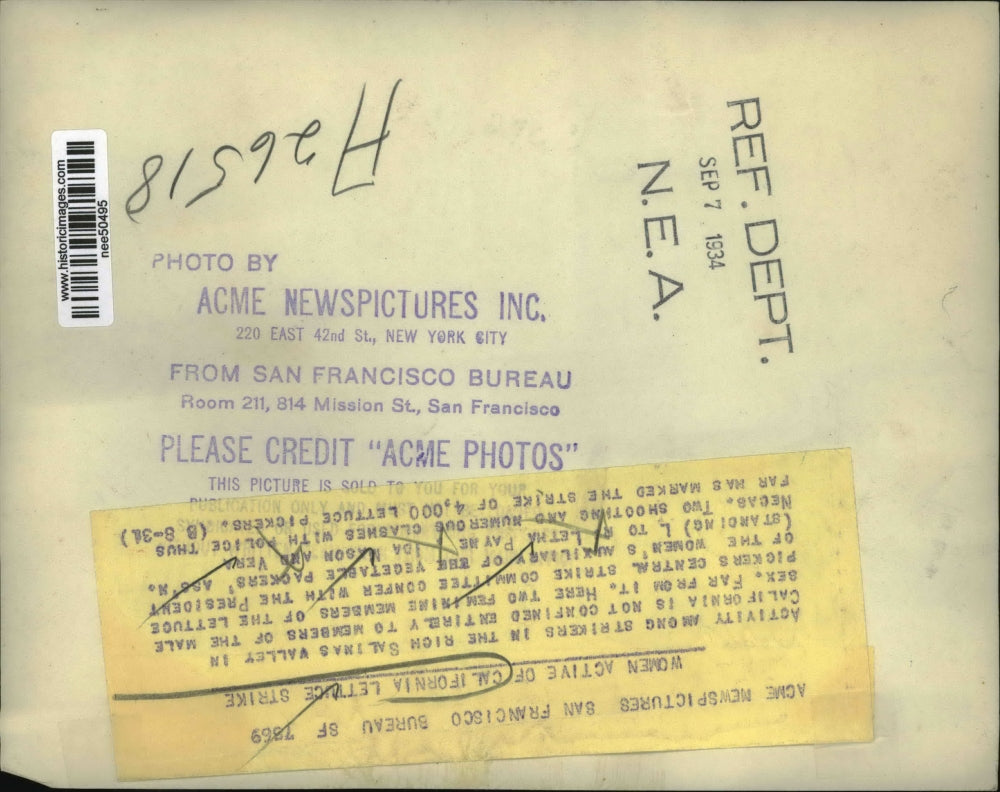 A 26518
www.historicimages.com
nee50495
REF. DEPT.
SEP 7 1934
N.E.A.
PHOTO BY
ACME NEWSPICTURES INC.
220 EAST 42nd St., NEW YORK CITY
FROM SAN FRANCISCO BUREAU
Room 211, 814 Mission St., San Francisco
PLEASE CREDIT "ACME PHOTOS"
THIS PICTURE IS SOLD TO YOU FOR YOUR
PUBLICATION ONLY AND
ACME NEWSPICTURES SAN FRANCISCO BUREAU SF 7869
WOMEN ACTIVE OF CALIFORNIA LETTUCE STRIKE
ACTIVITY AMONG STRIKERS IN THE RICH SALINAS VALLEY IN
CALIFORNIA IS NOT CONFINED ENTIRELY TO MEMBERS OF THE MALE
SEX. FAR FROM IT. HERE TWO FEMININE MEMBERS OF THE LETTUCE
PICKERS CENTRAL STRIKE COMMITTEE CONFER WITH THE PRESIDENT
OF THE WOMEN'S AUXILIARY OF THE VEGETABLE PACKERS' ASS'N.
(STANDING) L TO R, LETHA PAYNE IDA AND
NEGAS. TWO SHOOTING AND NUMEROUS CLASHES WITH POLICE THUS
FAR HAS MARKED THE STRIKE OF 4,000 LETTUCE PICKERS. (B 8-31)